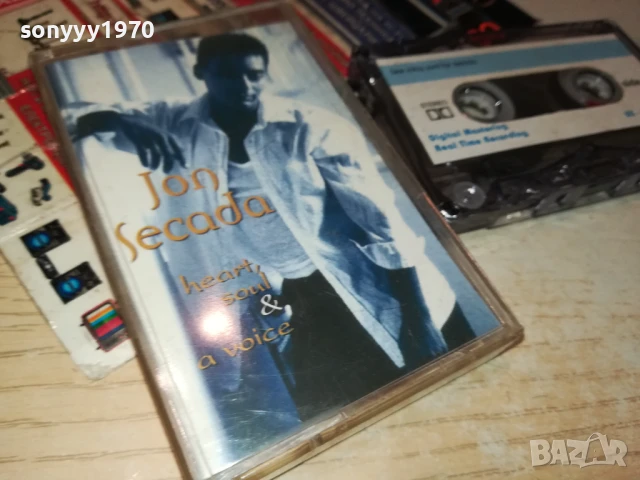 sonyyy1970
Jon
Secada
heart,
soul
&
a voice
Digital Mastering
Real Time Recording
BAZAR